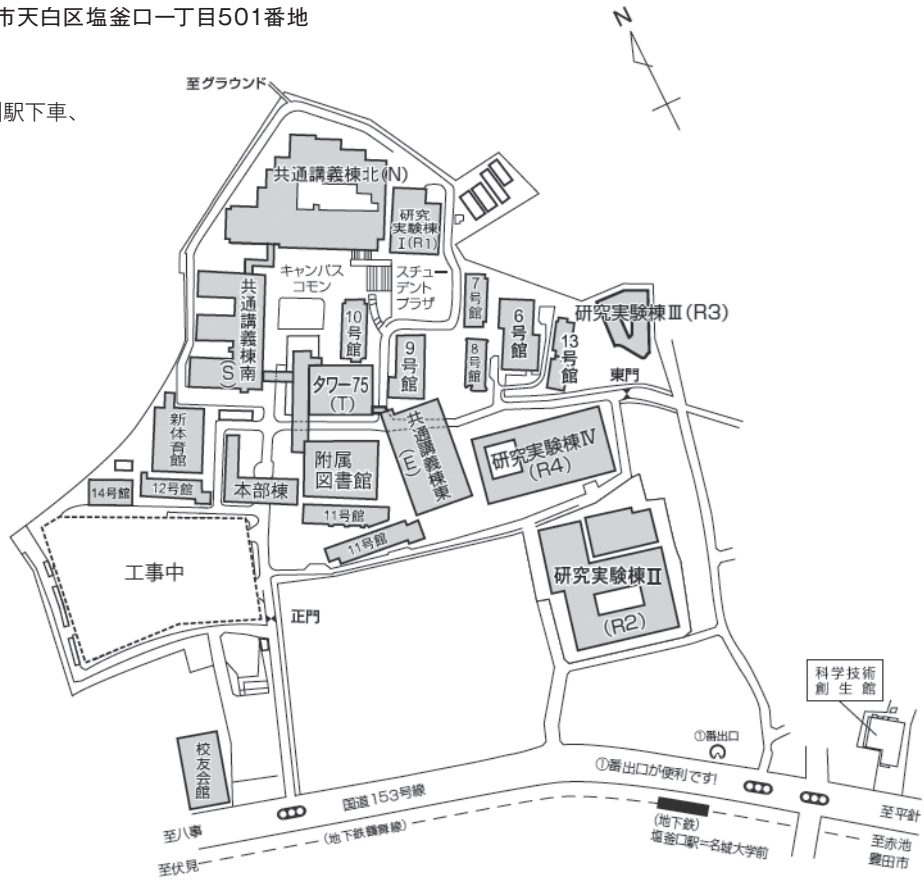 市天白区塩釜口一丁目501番地
駅下車、
N
至グラウンド
共通講義棟北(N)
研究
実験棟
I(R1)
キャンパス
コモン
スチュー
デント
プラザ
共通講義棟南
(S)
10号館
9号館
7号館
8号館
6号館
13号館
研究実験棟Ⅲ(R3)
東門
タワー75
(T)
新体育館
共通講義棟東
(E)
研究実験棟Ⅳ
(R4)
附属
図書館
本部棟
14号館
12号館
11号館
11号館
工事中
正門
研究実験棟Ⅱ
(R2)
科学技術
創生館
①番出口
①番出口が便利です!
校友会館
国道153号線
至八事
(地下鉄鶴舞線)
至伏見
(地下鉄)
塩釜口駅=名城大学前
至平針
至赤池
豊田市